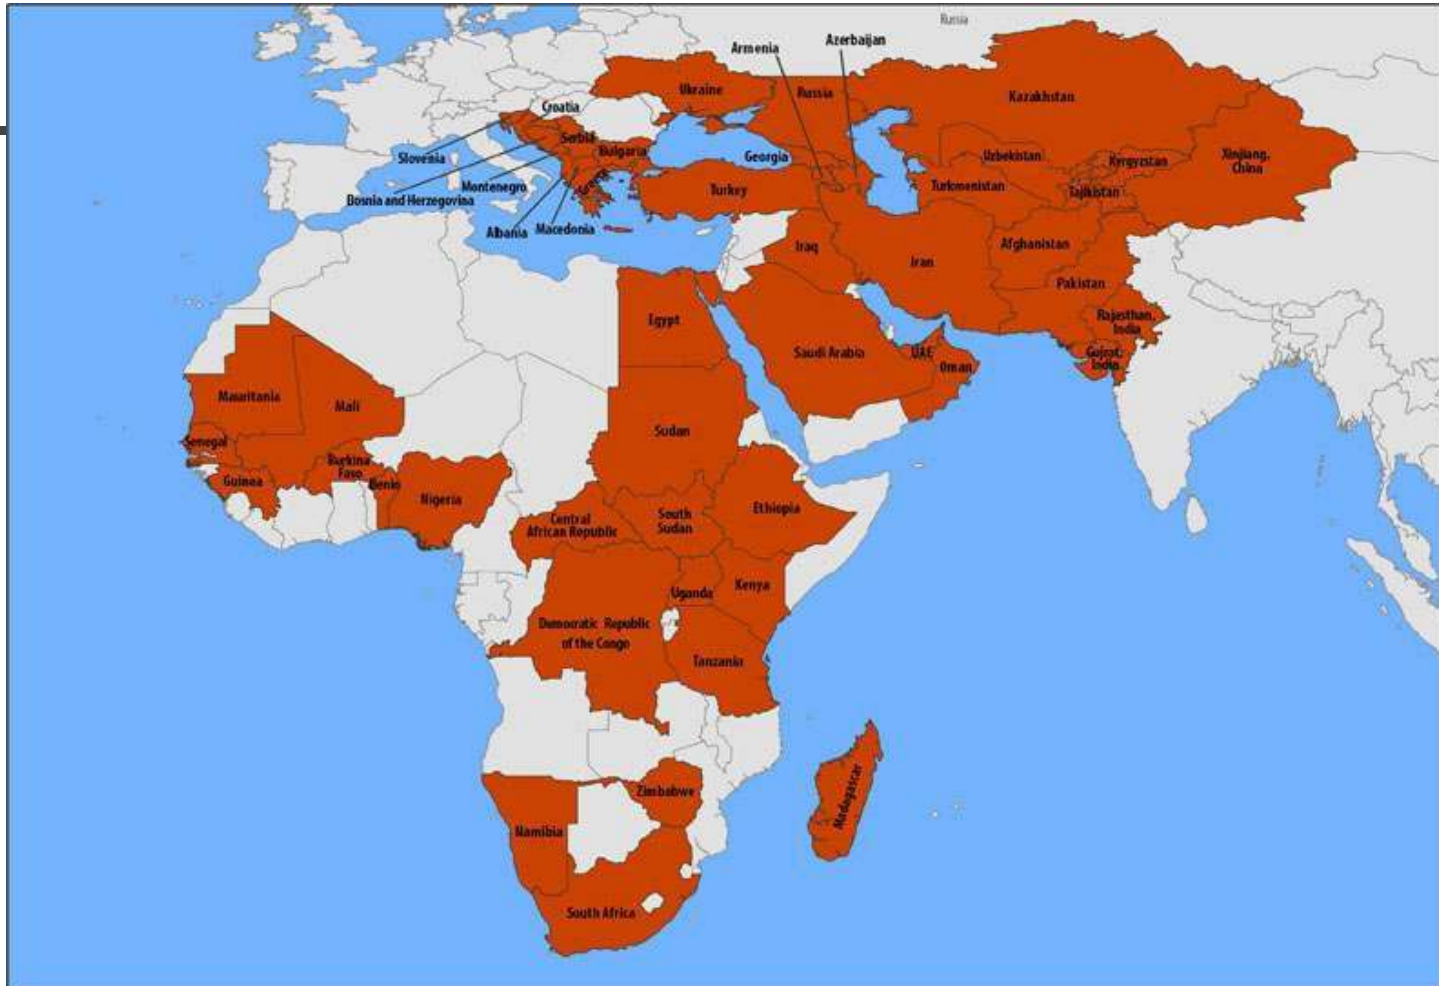 Russia
Azerbaijan
Armenia
Ukraine
Russia
Kazakhstan
Croatia
Serbia
Slovenia
Bulgaria
Georgia
Uzbekistan
Kyrgyzstan
Xinjiang,
China
Montenegro
Greece
Turkey
Turkmenistan
Tajikistan
Bosnia and Herzegovina
Albania
Macedonia
Iraq
Iran
Afghanistan
Pakistan
Egypt
Rajasthan,
India
Saudi Arabia
UAE
Oman
Gujrat,
India
Mauritania
Mali
Sudan
Senegal
Burkina
Faso
Guinea
Benin
Nigeria
Central
African Republic
South
Sudan
Ethiopia
Uganda
Kenya
Democratic Republic
of the Congo
Tanzania
Zimbabwe
Madagascar
Namibia
South Africa